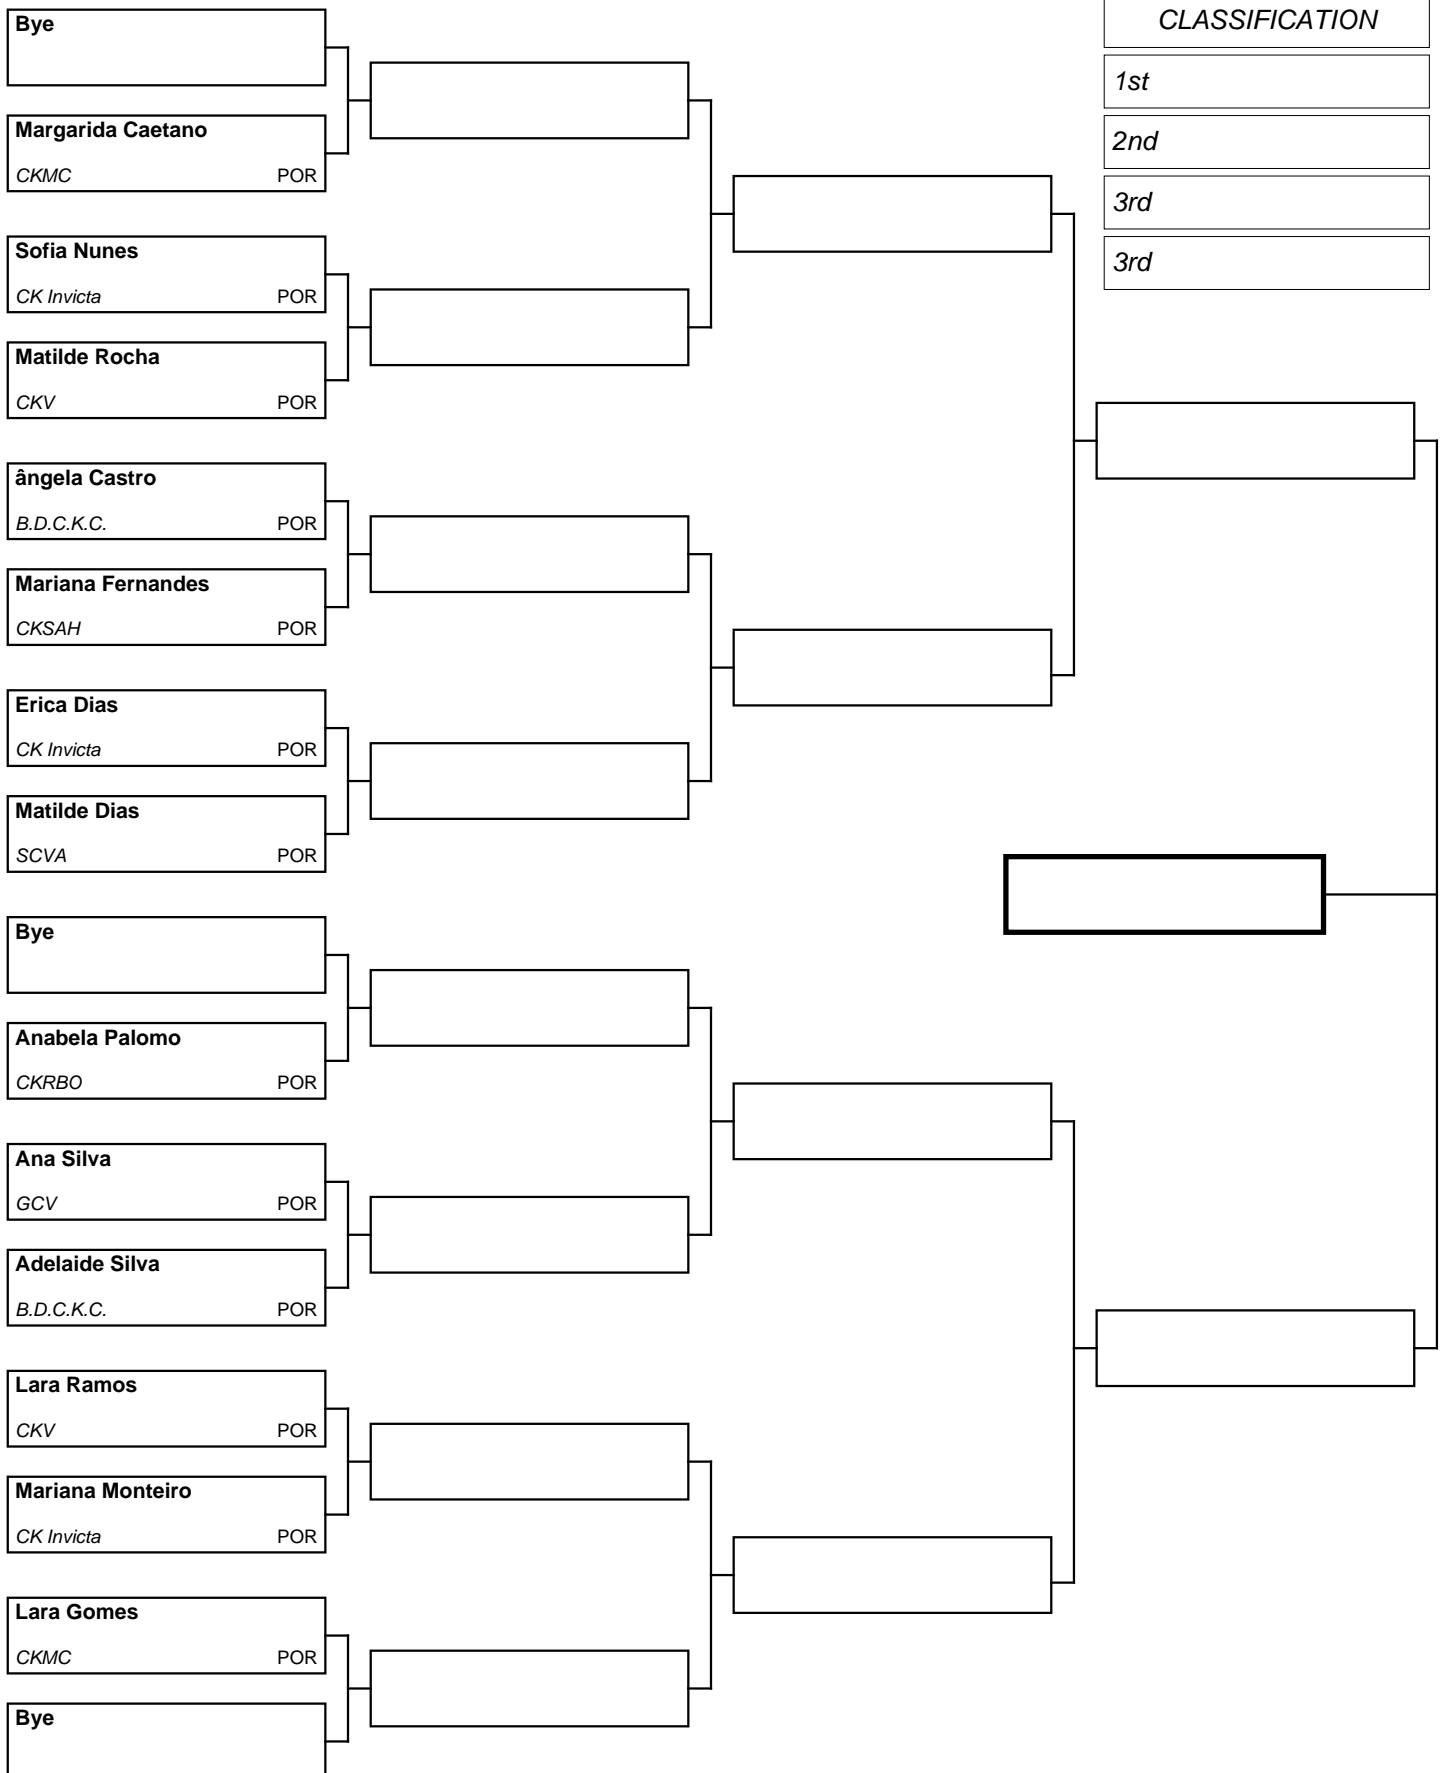 Bye
Margarida Caetano
CKMC POR
Sofia Nunes
CK Invicta POR
Matilde Rocha
CKV POR
ângela Castro
B.D.C.K.C. POR
Mariana Fernandes
CKSAH POR
Erica Dias
CK Invicta POR
Matilde Dias
SCVA POR
Bye
Anabela Palomo
CKRBO POR
Ana Silva
GCV POR
Adelaide Silva
B.D.C.K.C. POR
Lara Ramos
CKV POR
Mariana Monteiro
CK Invicta POR
Lara Gomes
CKMC POR
Bye
CLASSIFICATION
1st
2nd
3rd
3rd